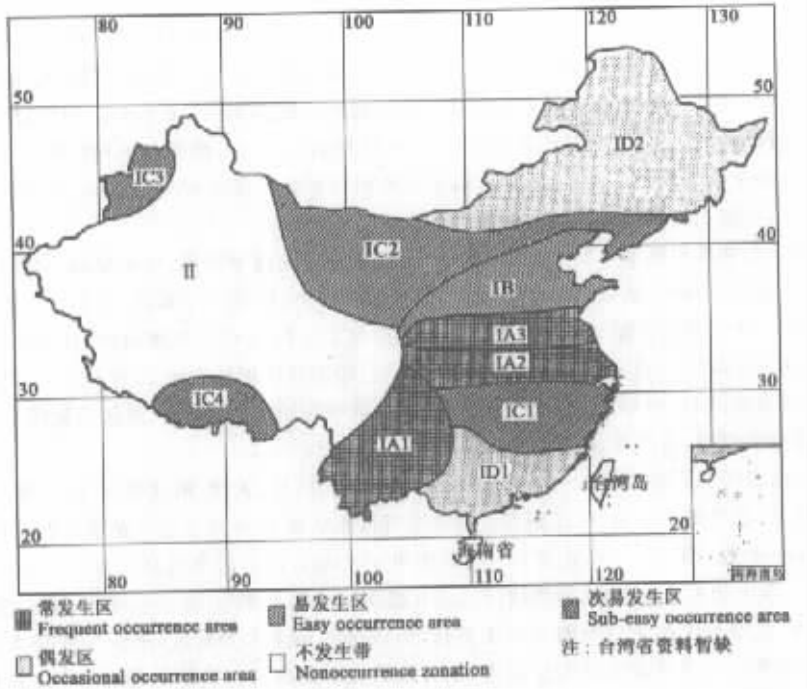 80 90 100 110 120 130
50 50
ID2
IC3
40 40
IC2
II
IB
IA3
IA2
30 30
IC4
IC1
IA1
ID1
台湾岛
20 20
海南省
80 90 100 110 120
常发生区 易发生区 次易发生区
Frequent occurrence area Easy occurrence area Sub-easy occurrence area
偶发区 不发生带 注：台湾省资料暂缺
Occasional occurrence area Nonoccurrence zonation